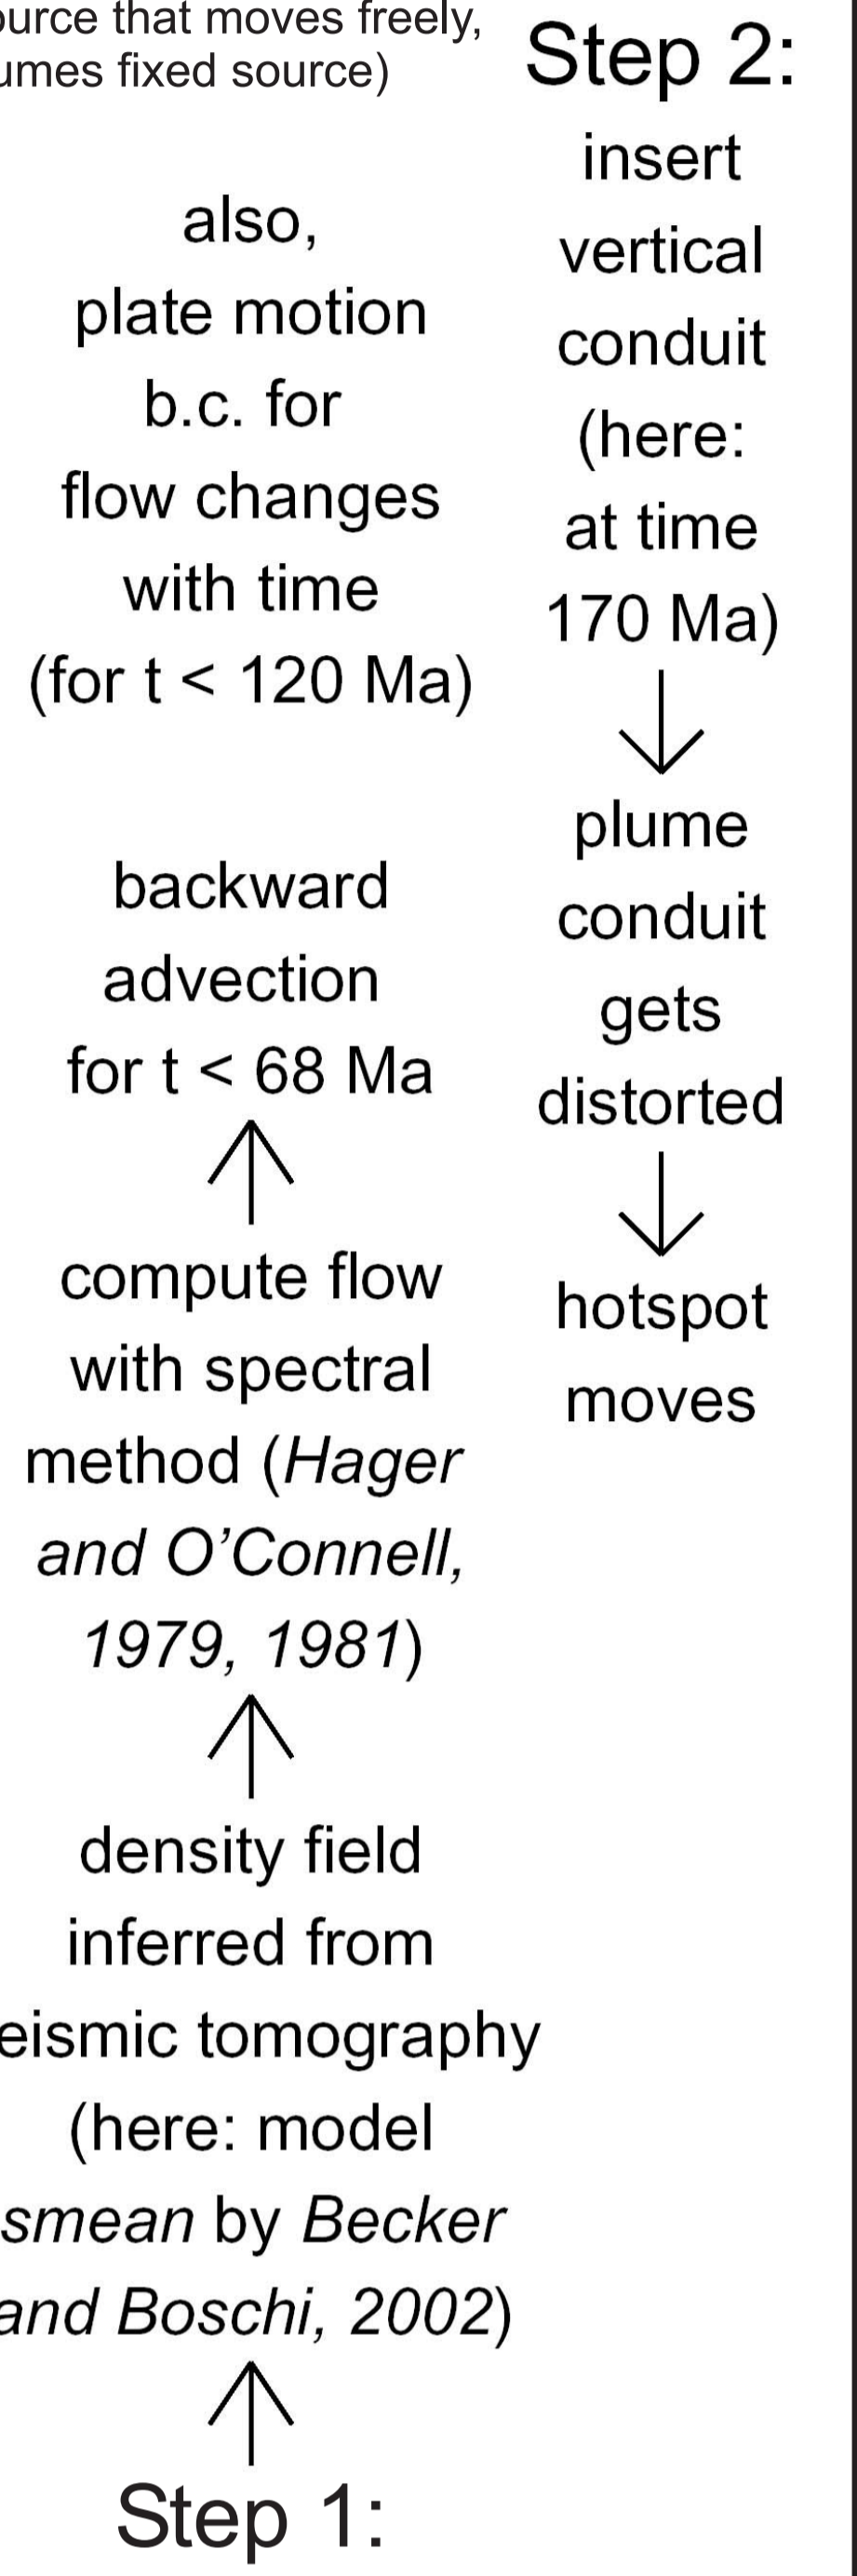 that moves freely,
fixed source)
also,
plate motion
b.c. for
flow changes
with time
(for t < 120 Ma)
backward
advection
for t < 68 Ma
compute flow
with spectral
method (Hager
and O’Connell,
1979, 1981)
density field
inferred from
tomography
(here: model
smean by Becker
and Boschi, 2002)
Step 1:
Step 2:
insert
vertical
conduit
(here:
at time
170 Ma)
plume
conduit
gets
distorted
hotspot
moves